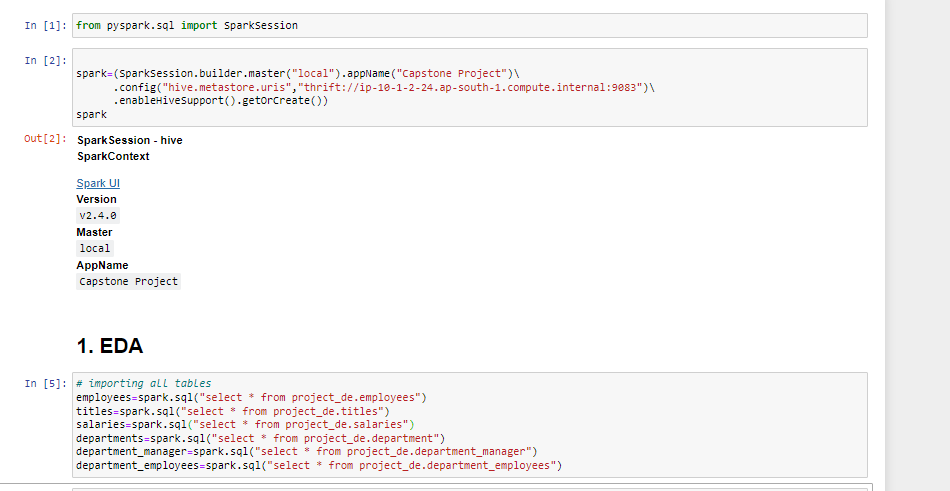 In [1]: from pyspark.sql import SparkSession
In [2]:
spark=(SparkSession.builder.master("local").appName("Capstone Project")\
.config("hive.metastore.uris","thrift://ip-10-1-2-24.ap-south-1.compute.internal:9083")\
.enableHiveSupport().getOrCreate())
spark
Out[2]: SparkSession - hive
SparkContext
Spark UI
Version
v2.4.0
Master
local
AppName
Capstone Project
1. EDA
In [5]: # importing all tables
employees=spark.sql("select * from project_de.employees")
titles=spark.sql("select * from project_de.titles")
salaries=spark.sql("select * from project_de.salaries")
departments=spark.sql("select * from project_de.department")
department_manager=spark.sql("select * from project_de.department_manager")
department_employees=spark.sql("select * from project_de.department_employees")